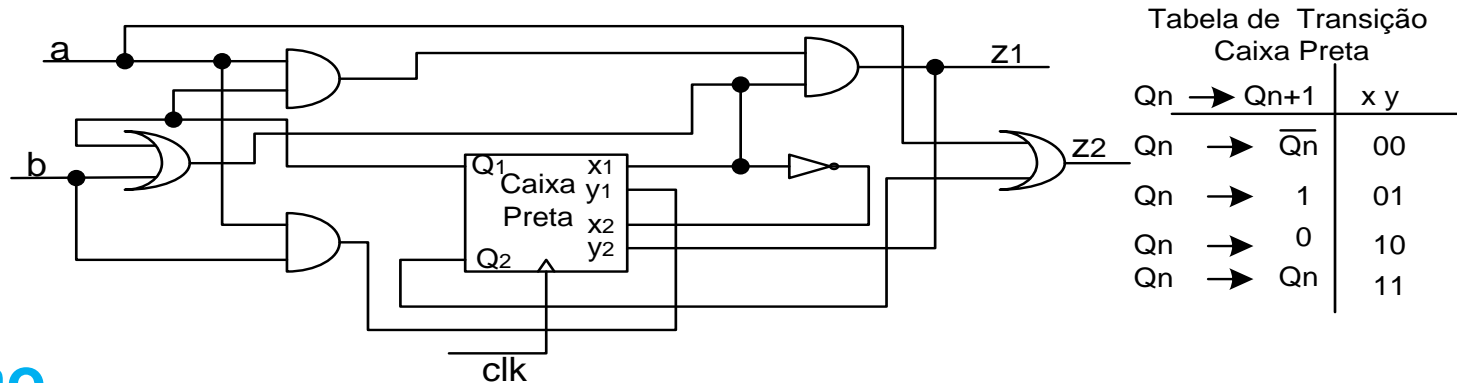 Tabela de Transição
Caixa Preta
Qn → Qn+1 x y
Qn → Q̅n̅ 00
Qn → 1 01
Qn → 0 10
Qn → Qn 11
a
b
z1
z2
Q1 x1
Caixa y1
Preta x2
Q2 y2
clk